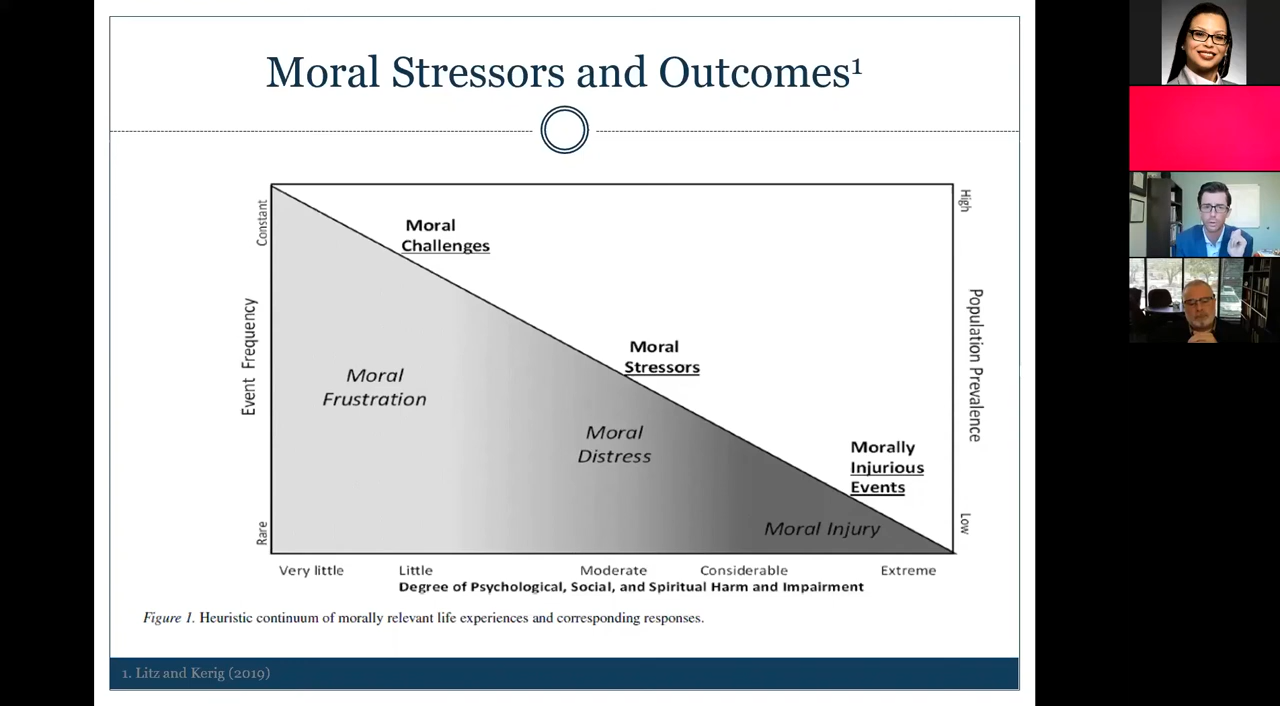 Moral Stressors and Outcomes¹
Constant
High
Moral
Challenges
Event Frequency
Population Prevalence
Moral
Stressors
Moral
Frustration
Moral
Distress
Morally
Injurious
Events
Moral Injury
Rare
Low
Very little Little Moderate Considerable Extreme
Degree of Psychological, Social, and Spiritual Harm and Impairment
Figure 1. Heuristic continuum of morally relevant life experiences and corresponding responses.
1. Litz and Kerig (2019)